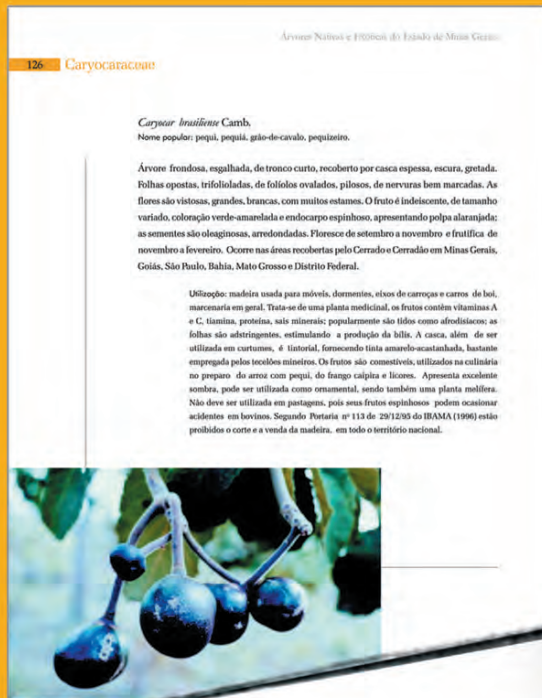 Árvores Nativas e Exóticas do Estado de Minas Gerais
126 Caryocaraceae
Caryocar brasiliense Camb.
Nome popular: pequi, pequiá, grão-de-cavalo, pequizeiro.
Árvore frondosa, esgalhada, de tronco curto, recoberto por casca espessa, escura, gretada.
Folhas opostas, trifolioladas, de folíolos ovalados, pilosos, de nervuras bem marcadas. As
flores são vistosas, grandes, brancas, com muitos estames. O fruto é indeiscente, de tamanho
variado, coloração verde-amarelada e endocarpo espinhoso, apresentando polpa alaranjada;
as sementes são oleaginosas, arredondadas. Floresce de setembro a novembro e frutifica de
novembro a fevereiro. Ocorre nas áreas recobertas pelo Cerrado e Cerradão em Minas Gerais,
Goiás, São Paulo, Bahia, Mato Grosso e Distrito Federal.
Utilização: madeira usada para móveis, dormentes, eixos de carroças e carros de boi,
marcenaria em geral. Trata-se de uma planta medicinal, os frutos contêm vitaminas A
e C, tiamina, proteína, sais minerais; popularmente são tidos como afrodisíacos; as
folhas são adstringentes, estimulando a produção da bílis. A casca, além de ser
utilizada em curtumes, é tintorial, fornecendo tinta amarelo-acastanhada, bastante
empregada pelos tecelões mineiros. Os frutos são comestíveis, utilizados na culinária
no preparo do arroz com pequi, do frango caipira e licores. Apresenta excelente
sombra, pode ser utilizada como ornamental, sendo também uma planta melífera.
Não deve ser utilizada em pastagens, pois seus frutos espinhosos podem ocasionar
acidentes em bovinos. Segundo Portaria nº 113 de 29/12/95 do IBAMA (1996) estão
proibidos o corte e a venda da madeira, em todo o território nacional.